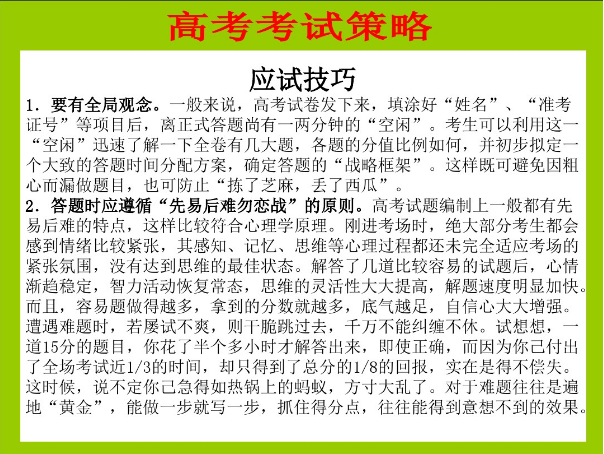 高考考试策略
应试技巧
1．要有全局观念。一般来说，高考试卷发下来，填涂好“姓名”、“准考
证号”等项目后，离正式答题尚有一两分钟的“空闲”。考生可以利用这一
“空闲”迅速了解一下全卷有几大题，各题的分值比例如何，并初步拟定一
个大致的答题时间分配方案，确定答题的“战略框架”。这样既可避免因粗
心而漏做题目，也可防止“拣了芝麻，丢了西瓜”。
2．答题时应遵循“先易后难勿恋战”的原则。高考试题编制上一般都有先
易后难的特点，这样比较符合心理学原理。刚进考场时，绝大部分考生都会
感到情绪比较紧张，其感知、记忆、思维等心理过程都还未完全适应考场的
紧张氛围，没有达到思维的最佳状态。解答了几道比较容易的试题后，心情
渐趋稳定，智力活动恢复常态，思维的灵活性大大提高，解题速度明显加快。
而且，容易题做得越多，拿到的分数就越多，底气越足，自信心大大增强。
遭遇难题时，若屡试不爽，则干脆跳过去，千万不能纠缠不休。试想想，一
道15分的题目，你花了半个多小时才解答出来，即使正确，而因为你已付出
了全场考试近1/3的时间，却只得到了总分的1/8的回报，实在是得不偿失。
这时候，说不定你己急得如热锅上的蚂蚁，方寸大乱了。对于难题往往是遍
地“黄金”，能做一步就写一步，抓住得分点，往往能得到意想不到的效果。